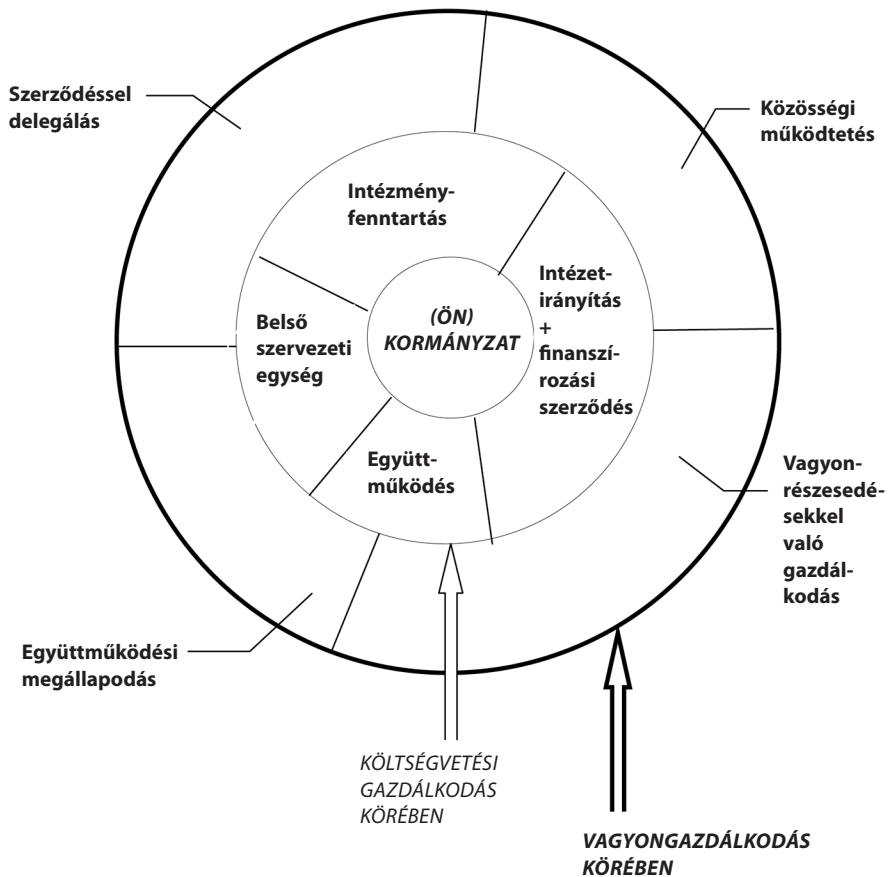 Szerződéssel
delegálás
Közösségi
működtetés
Intézmény-
fenntartás
Intézet-
irányítás
+
finanszí-
rozási
szerződés
(ÖN)
KORMÁNYZAT
Belső
szervezeti
egység
Együtt-
működés
Vagyon-
részesedé-
sekkel
való
gazdál-
kodás
Együttműködési
megállapodás
KÖLTSÉGVETÉSI
GAZDÁLKODÁS
KÖRÉBEN
VAGYONGAZDÁLKODÁS
KÖRÉBEN